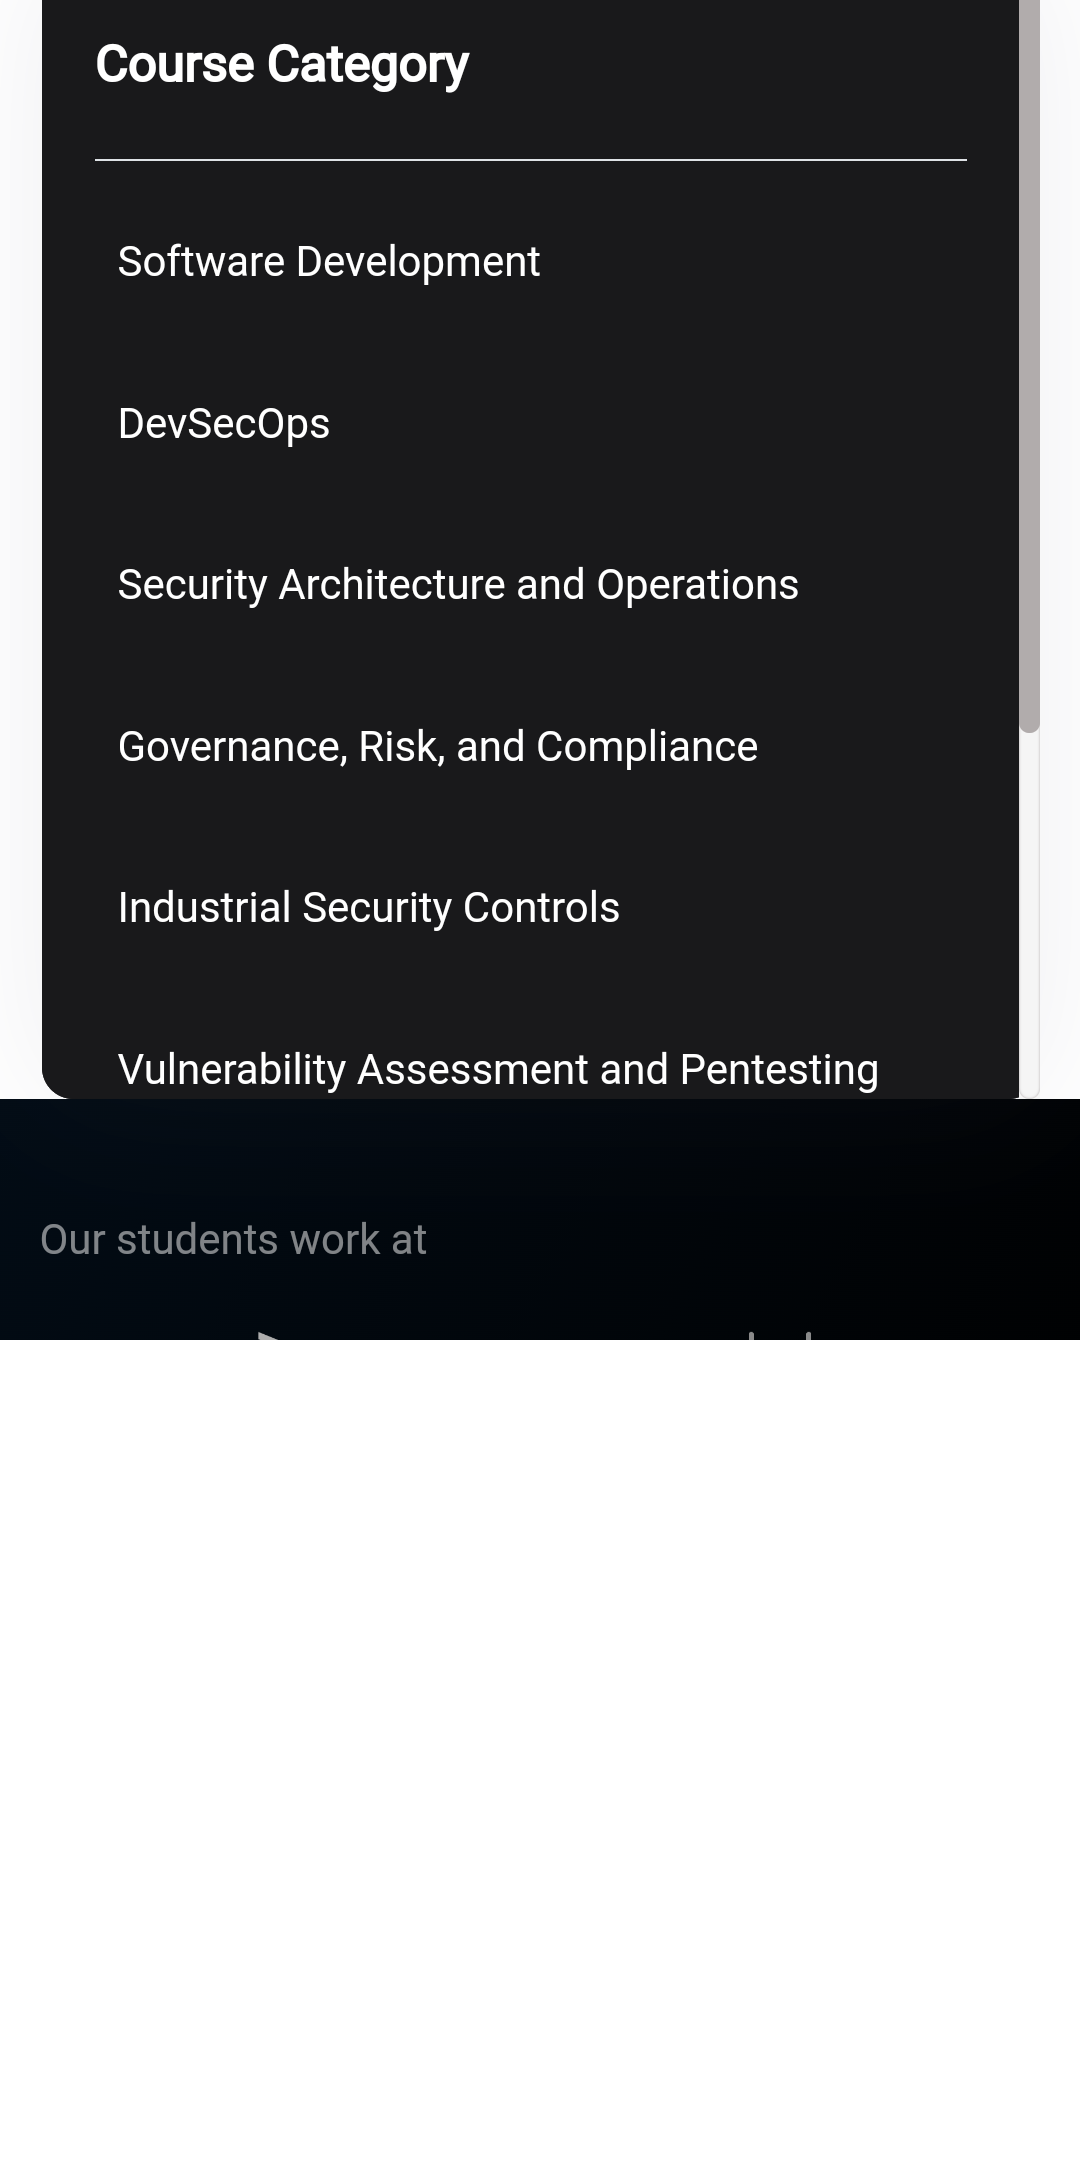 Course Category
Software Development
DevSecOps
Security Architecture and Operations
Governance, Risk, and Compliance
Industrial Security Controls
Vulnerability Assessment and Pentesting
Our students work at